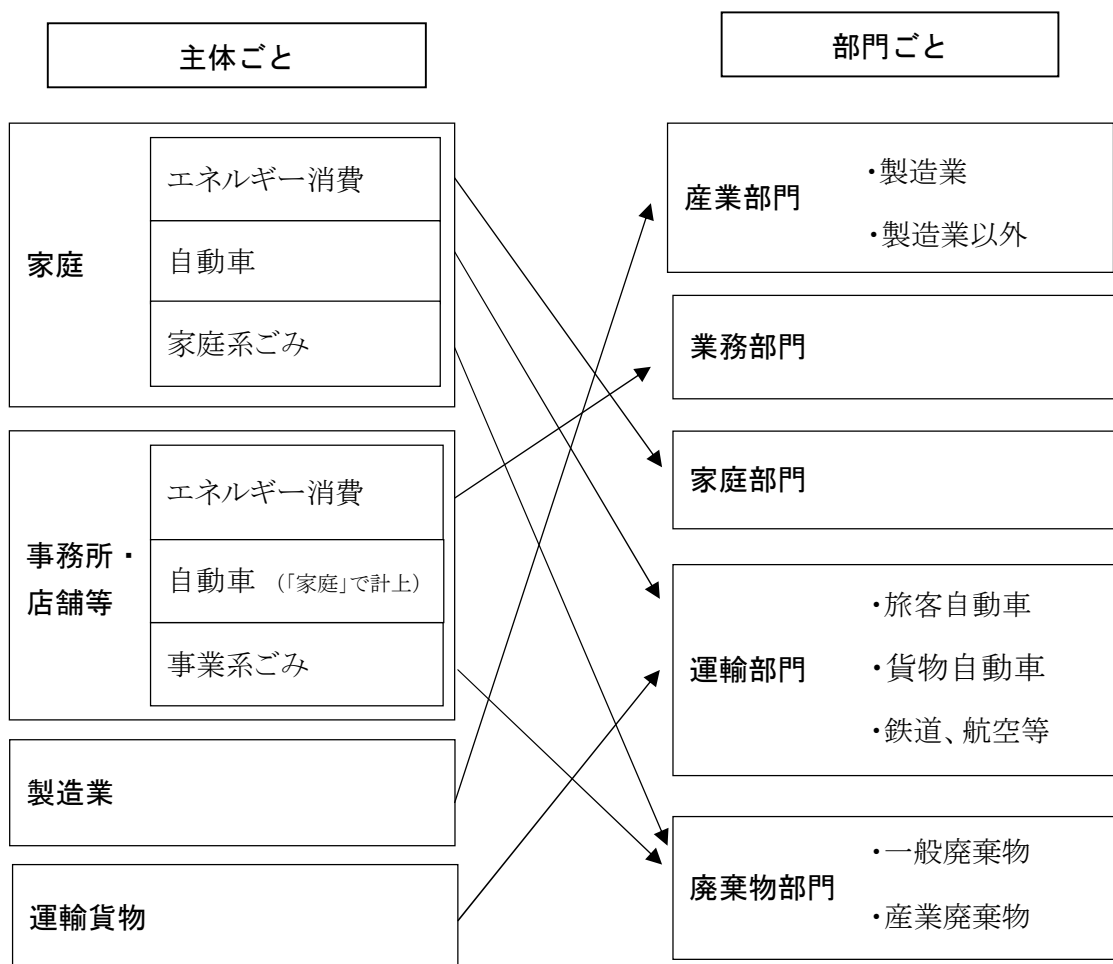 主体ごと
部門ごと
家庭
エネルギー消費
自動車
家庭系ごみ
事務所・
店舗等
エネルギー消費
自動車 (「家庭」で計上)
事業系ごみ
製造業
運輸貨物
産業部門
・製造業
・製造業以外
業務部門
家庭部門
運輸部門
・旅客自動車
・貨物自動車
・鉄道、航空等
廃棄物部門
・一般廃棄物
・産業廃棄物